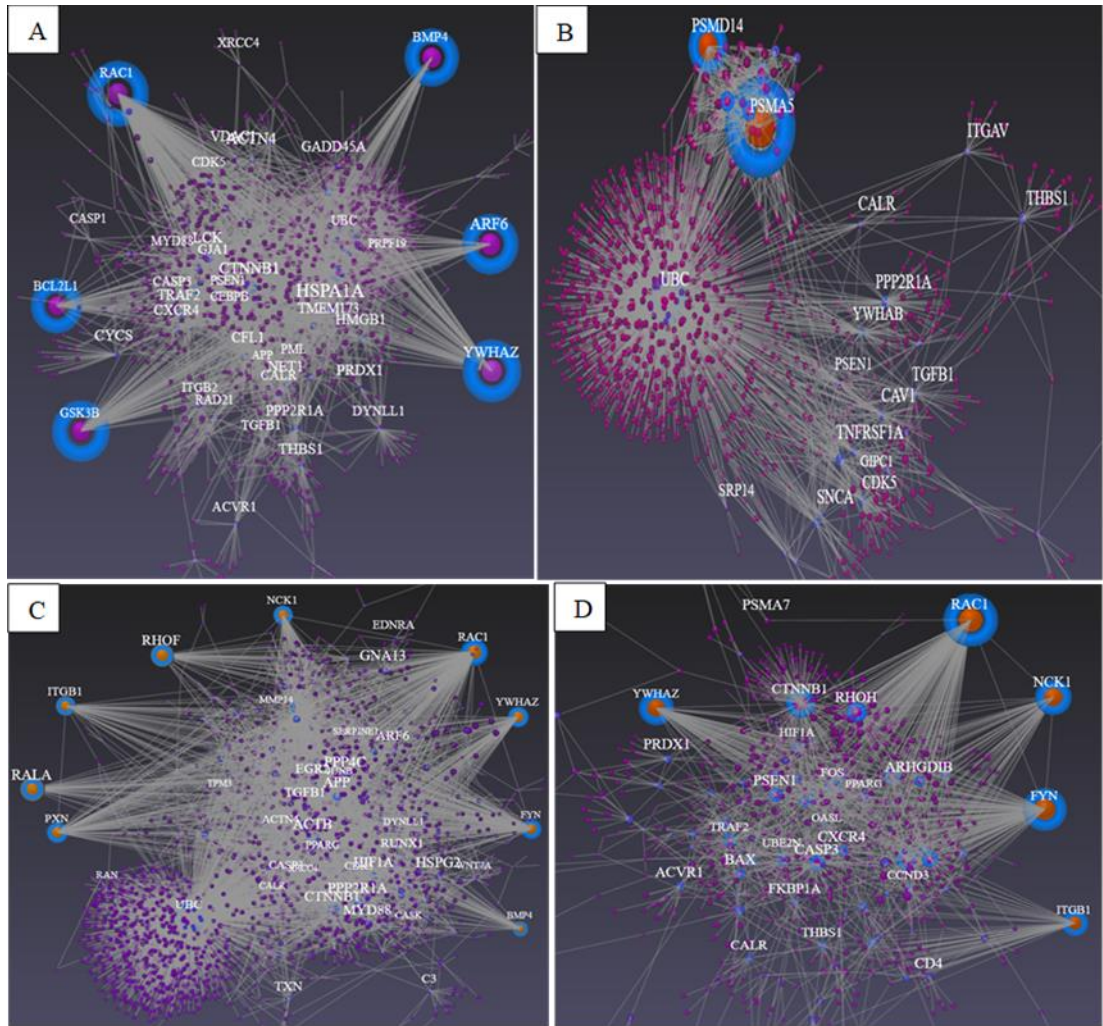 A
XRCC4
BMP4
RAC1
ACTN4
GADD45A
CDK5
CASP1
UBC
ARF6
MYD88
LCK
PRPF19
GJA1
CTNNB1
BCL2L1
CASP3
PSEN1
HSPA1A
TRAF2
CEBPB
CXCR4
TMEM173
HMGB1
CYCS
CFL1
APP
PML
YWHAZ
NET1
CALR
PRDX1
ITGB2
GSK3B
RAD21
PPP2R1A
DYNLL1
TGFB1
THBS1
ACVR1
B
PSMD14
PSMA5
ITGAV
CALR
THBS1
UBC
PPP2R1A
YWHAB
PSEN1
TGFB1
CAV1
TNFRSF1A
GIPC1
CDK5
SRP14
SNCA
C
NCK1
EDNRA
RHOF
GNA13
RAC1
ITGB1
MMP14
YWHAZ
SERPINE1
ARF6
PPP4C
EGR2
RALA
TPM3
APP
TGFB1
PXN
ACTB
DYNLL1
FYN
PPARG
RUNX1
RAN
HIF1A
HSPG2
CALR
PPP2R1A
UBC
CTNNB1
MYD88
CASK
BMP4
TXN
C3
D
PSMA7
RAC1
CTNNB1
RHOH
NCK1
YWHAZ
HIF1A
PRDX1
FOS
ARHGDIB
PSEN1
PPARG
FYN
OASL
TRAF2
CXCR4
UBE2N
CASP3
BAX
CCND3
ACVR1
FKBP1A
ITGB1
THBS1
CALR
CD4